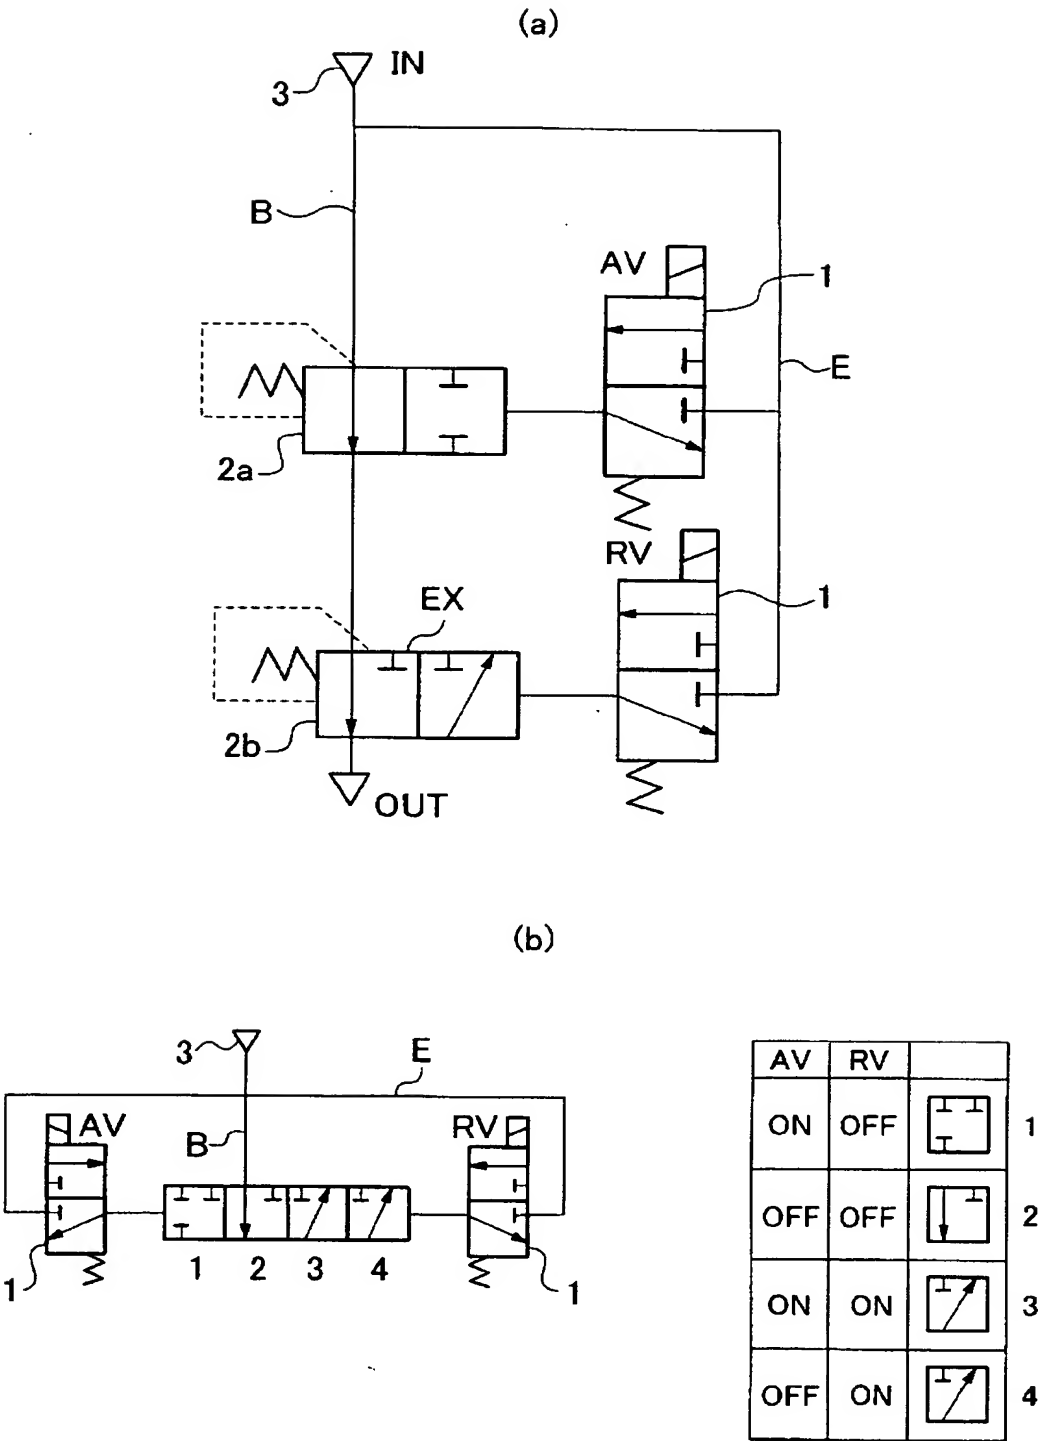 (a)
IN
3
B
AV
1
E
2a
RV
EX
1
2b
OUT
(b)
3
E
AV
RV
B
1
1 2 3 4
1
AV RV
ON OFF 1
OFF OFF 2
ON ON 3
OFF ON 4